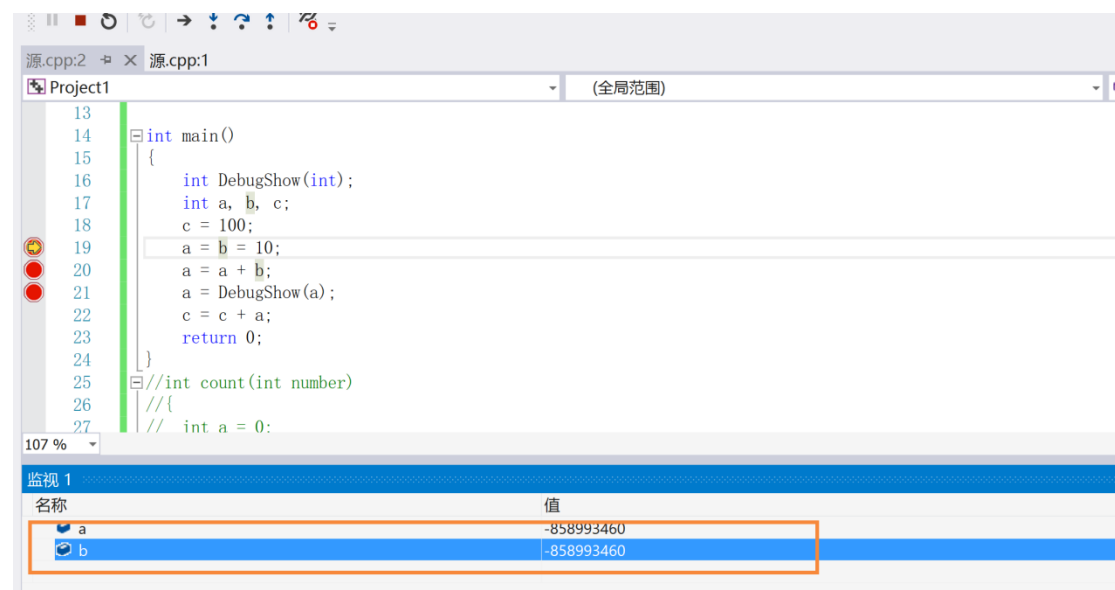 源.cpp:2 源.cpp:1
Project1 (全局范围)
13
14 int main()
15 {
16 int DebugShow(int);
17 int a, b, c;
18 c = 100;
19 a = b = 10;
20 a = a + b;
21 a = DebugShow(a);
22 c = c + a;
23 return 0;
24 }
25 //int count(int number)
26 //{
27 // int a = 0;
107 %
监视 1
名称 值
a -858993460
b -858993460